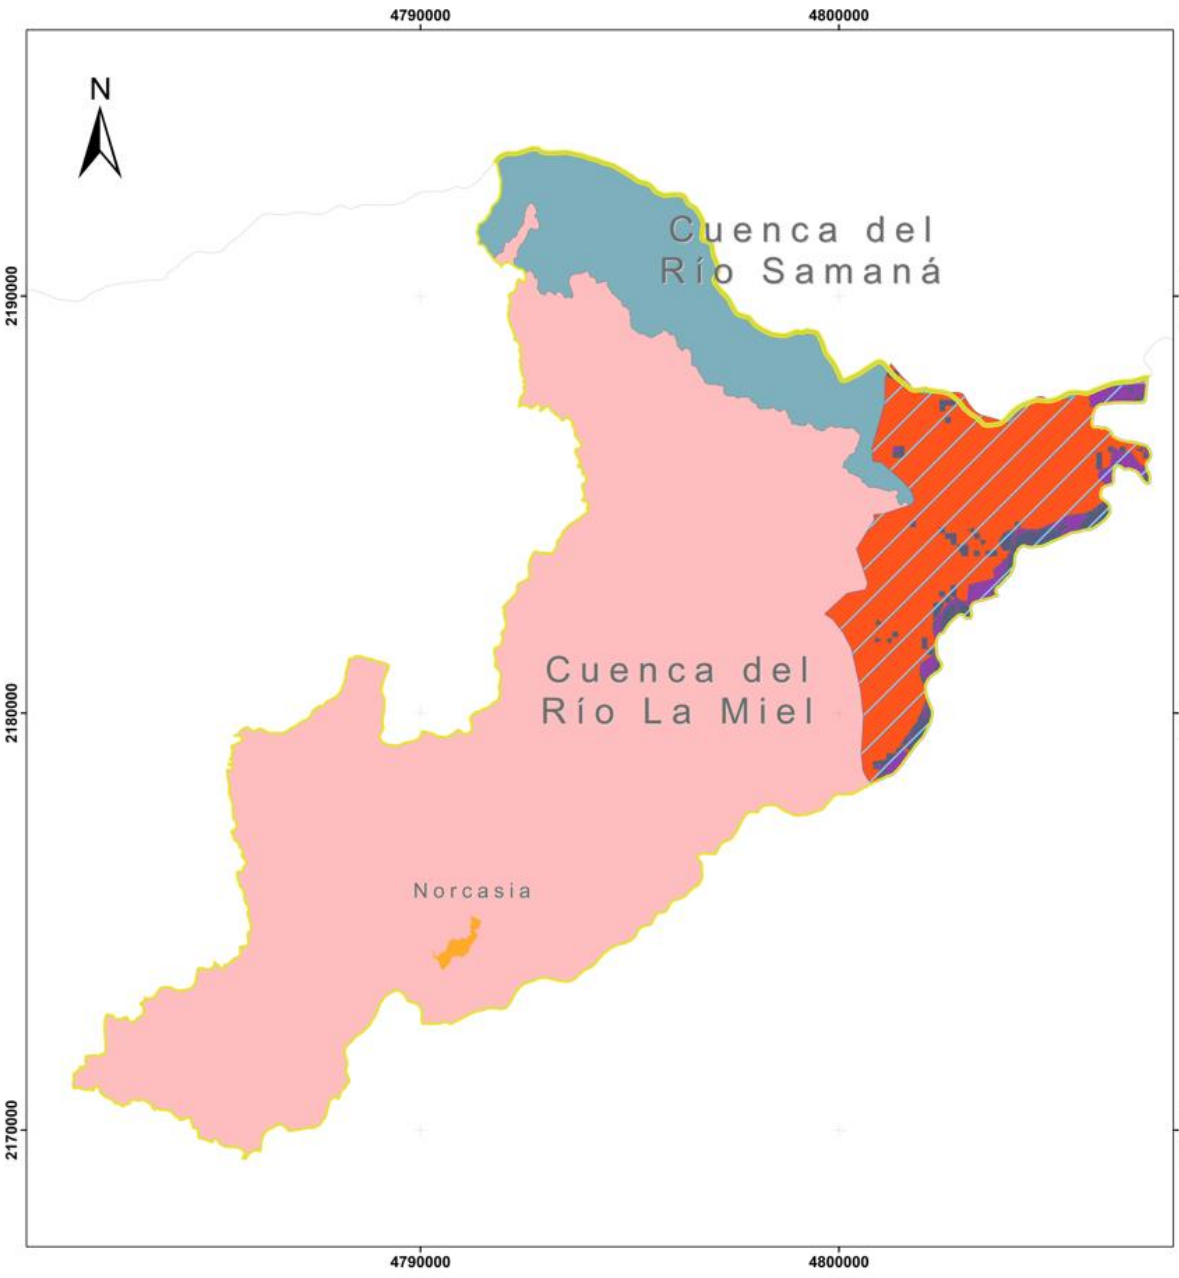 4790000
4800000
N
Cuenca del
Río Samaná
2190000
Cuenca del
Río La Miel
2180000
Norcasia
2170000
4790000
4800000